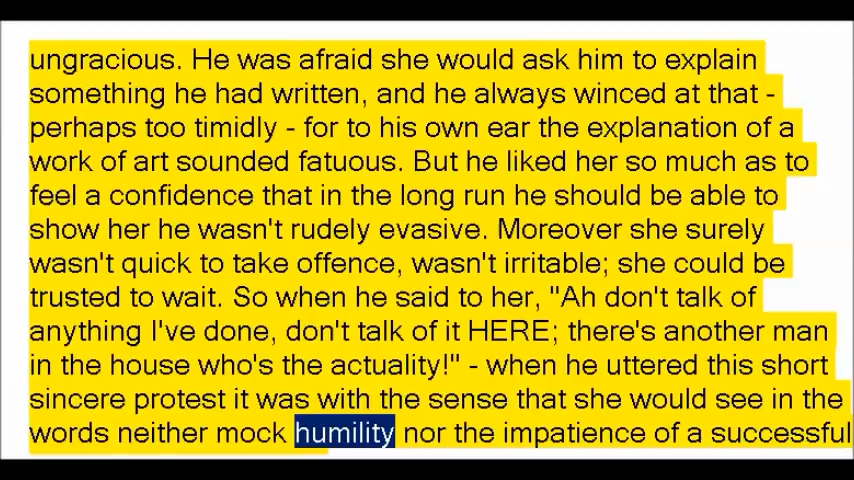 ungracious. He was afraid she would ask him to explain
something he had written, and he always winced at that -
perhaps too timidly - for to his own ear the explanation of a
work of art sounded fatuous. But he liked her so much as to
feel a confidence that in the long run he should be able to
show her he wasn't rudely evasive. Moreover she surely
wasn't quick to take offence, wasn't irritable; she could be
trusted to wait. So when he said to her, "Ah don't talk of
anything I've done, don't talk of it HERE; there's another man
in the house who's the actuality!" - when he uttered this short
sincere protest it was with the sense that she would see in the
words neither mock humility nor the impatience of a successful